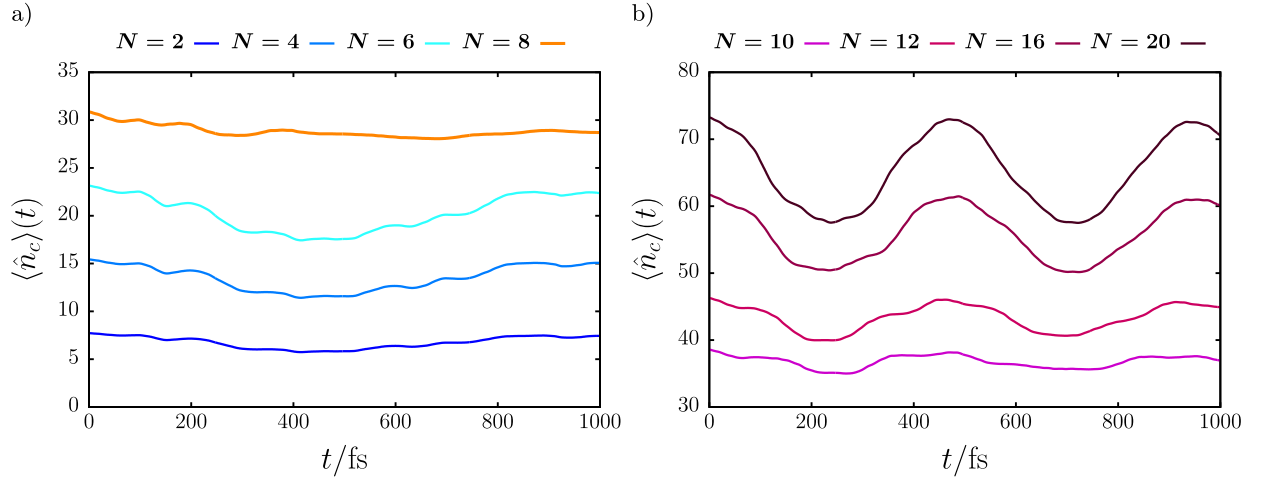 a)
N = 2 N = 4 N = 6 N = 8
35
30
25
20
15
10
5
0
⟨n̂c⟩(t)
0 200 400 600 800 1000
t/fs
b)
N = 10 N = 12 N = 16 N = 20
80
70
60
50
40
30
⟨n̂c⟩(t)
0 200 400 600 800 1000
t/fs